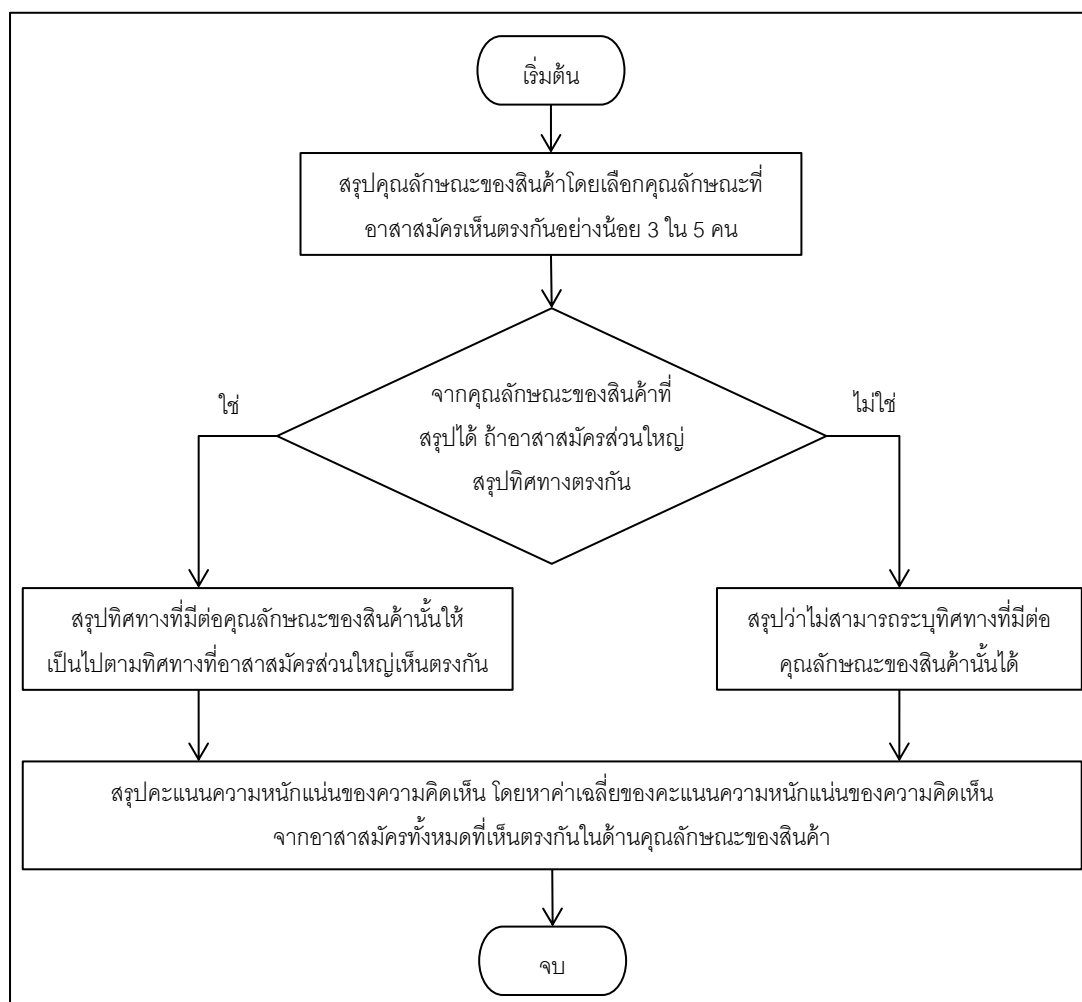 เริ่มต้น
สรุปคุณลักษณะของสินค้าโดยเลือกคุณลักษณะที่
อาสาสมัครเห็นตรงกันอย่างน้อย 3 ใน 5 คน
จากคุณลักษณะของสินค้าที่
สรุปได้ ถ้าอาสาสมัครส่วนใหญ่
สรุปทิศทางตรงกัน
ใช่
ไม่ใช่
สรุปทิศทางที่มีต่อคุณลักษณะของสินค้านั้นให้
เป็นไปตามทิศทางที่อาสาสมัครส่วนใหญ่เห็นตรงกัน
สรุปว่าไม่สามารถระบุทิศทางที่มีต่อ
คุณลักษณะของสินค้านั้นได้
สรุปคะแนนความหนักแน่นของความคิดเห็น โดยหาค่าเฉลี่ยของคะแนนความหนักแน่นของความคิดเห็น
จากอาสาสมัครทั้งหมดที่เห็นตรงกันในด้านคุณลักษณะของสินค้า
จบ